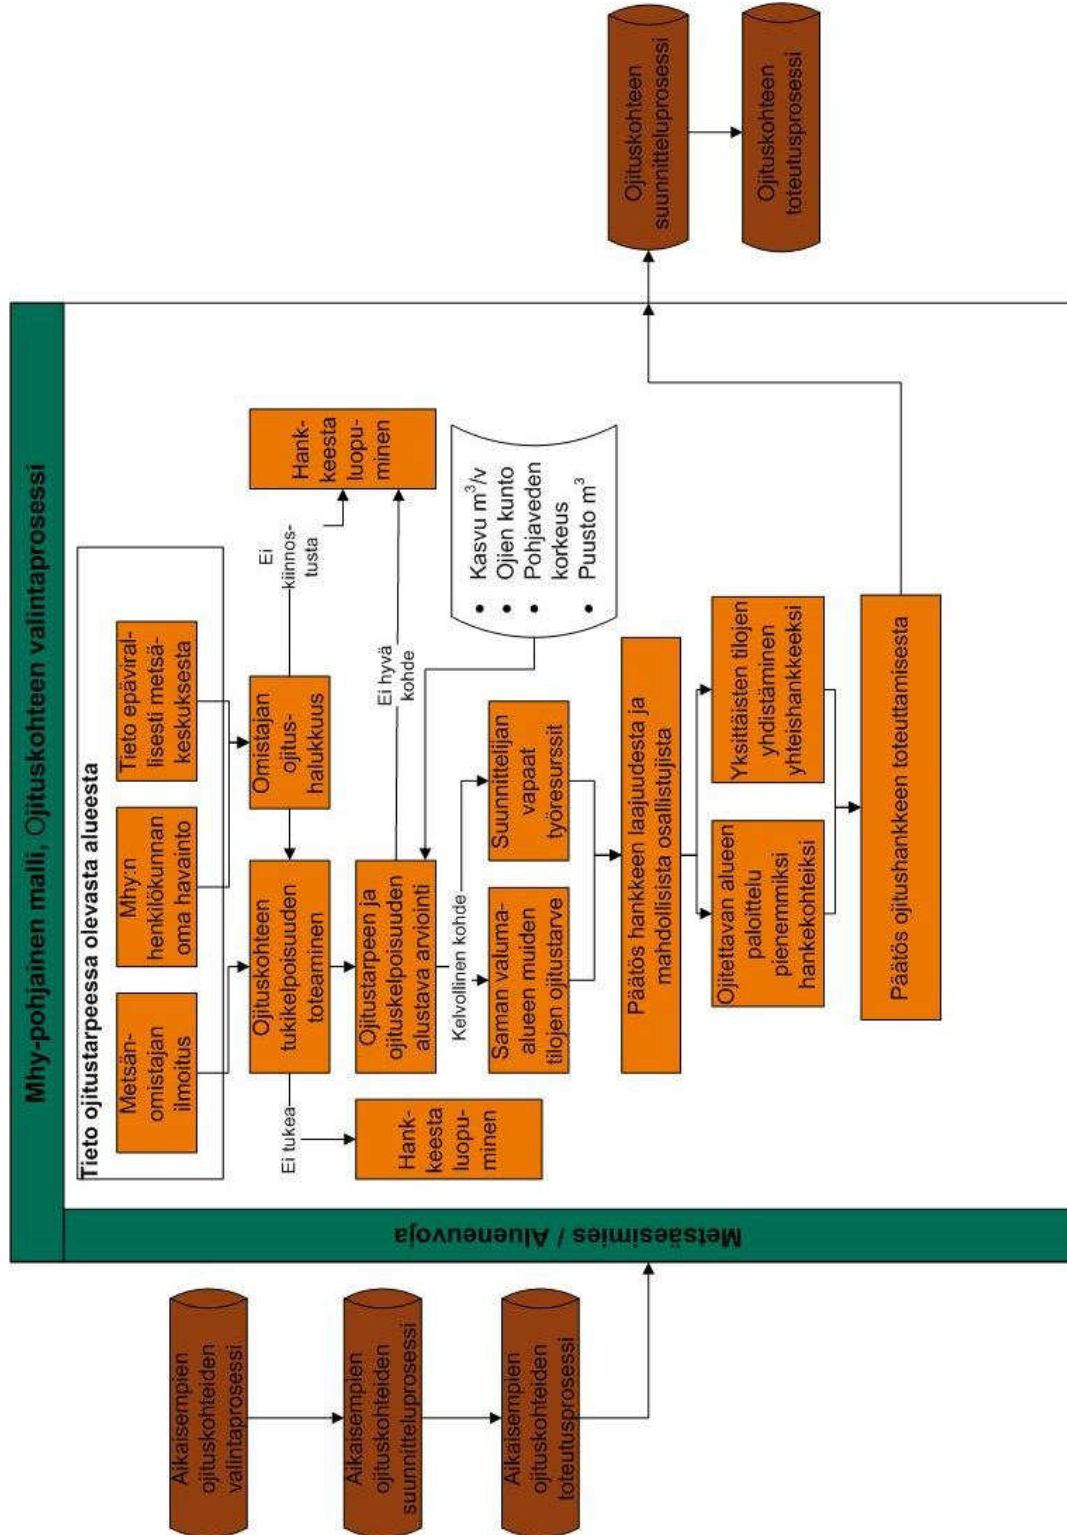 Mhy-pohjainen malli, Ojituskohteen valintaprosessi
Metsäesimies / Alueneuvoja
Aikaisempien
ojituskohteiden
valintaprosessi
Aikaisempien
ojituskohteiden
suunnitteluprosessi
Aikaisempien
ojituskohteiden
toteutusprosessi
Tieto ojitustarpeessa olevasta alueesta
Metsän-
omistajan
ilmoitus
Mhy:n
henkilökunnan
oma havainto
Tieto epäviral-
lisesti metsä-
keskuksesta
Ojituskohteen
tukikelpoisuuden
toteaminen
Omistajan
ojitus-
halukkuus
Ei
kiinnos-
tusta
Hank-
keesta
luopu-
minen
Ei tukea
Hank-
keesta
luopu-
minen
Ojitustarpeen ja
ojituskelpoisuuden
alustava arviointi
Ei hyvä
kohde
• Kasvu m³/v
• Ojien kunto
• Pohjaveden
korkeus
• Puusto m³
Kelvollinen kohde
Saman valuma-
alueen muiden
tilojen ojitustarve
Suunnittelijan
vapaat
työresurssit
Päätös hankkeen laajuudesta ja
mahdollisista osallistujista
Ojitettavan alueen
paloittelu
pienemmiksi
hankekohteiksi
Yksittäisten tilojen
yhdistäminen
yhteishankkeeksi
Päätös ojitushankkeen toteuttamisesta
Ojituskohteen
suunnitteluprosessi
Ojituskohteen
toteutusprosessi